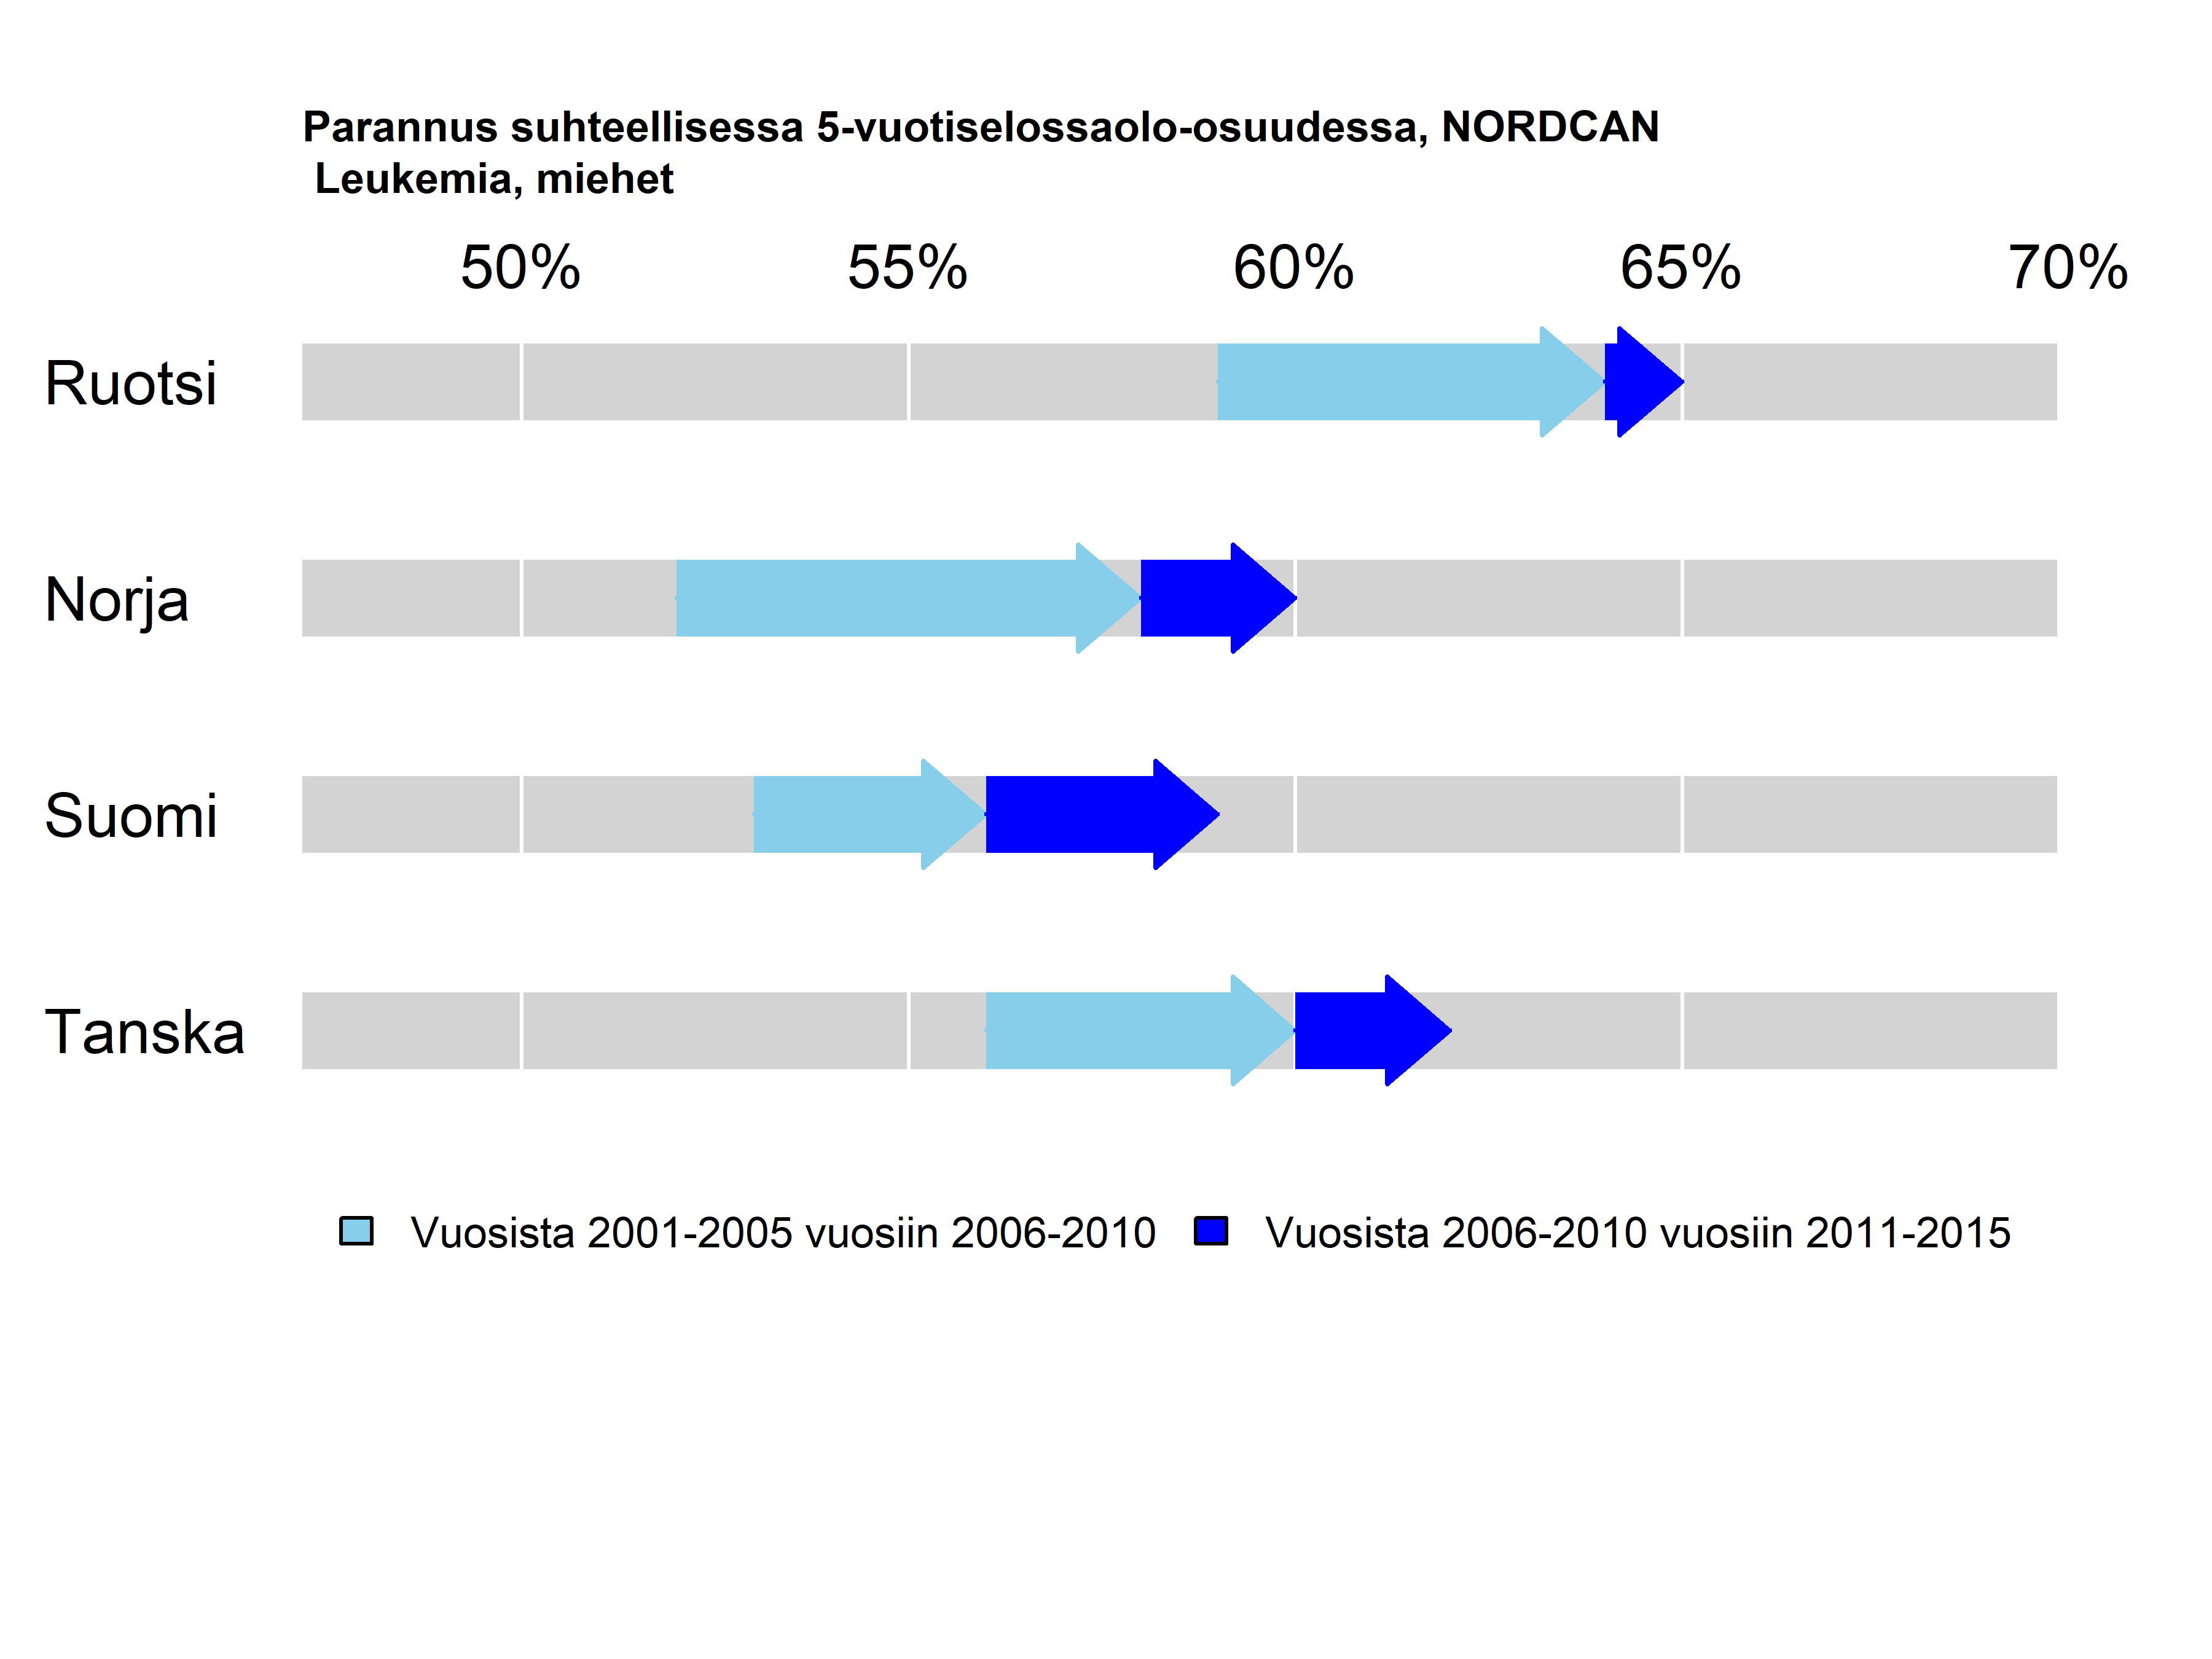 Parannus suhteellisessa 5-vuotiselossaolo-osuudessa, NORDCAN
Leukemia, miehet
50% 55% 60% 65% 70%
Ruotsi
Norja
Suomi
Tanska
Vuosista 2001-2005 vuosiin 2006-2010 Vuosista 2006-2010 vuosiin 2011-2015